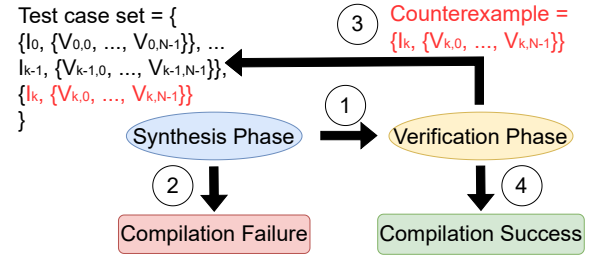 Test case set = {
{I0, {V0,0, ..., V0,N-1}}, ...
Ik-1, {Vk-1,0, ..., Vk-1,N-1}},
{Ik, {Vk,0, ..., Vk,N-1}}
}
3
Counterexample =
{Ik, {Vk,0, ..., Vk,N-1}}
1
Synthesis Phase
Verification Phase
2
4
Compilation Failure
Compilation Success